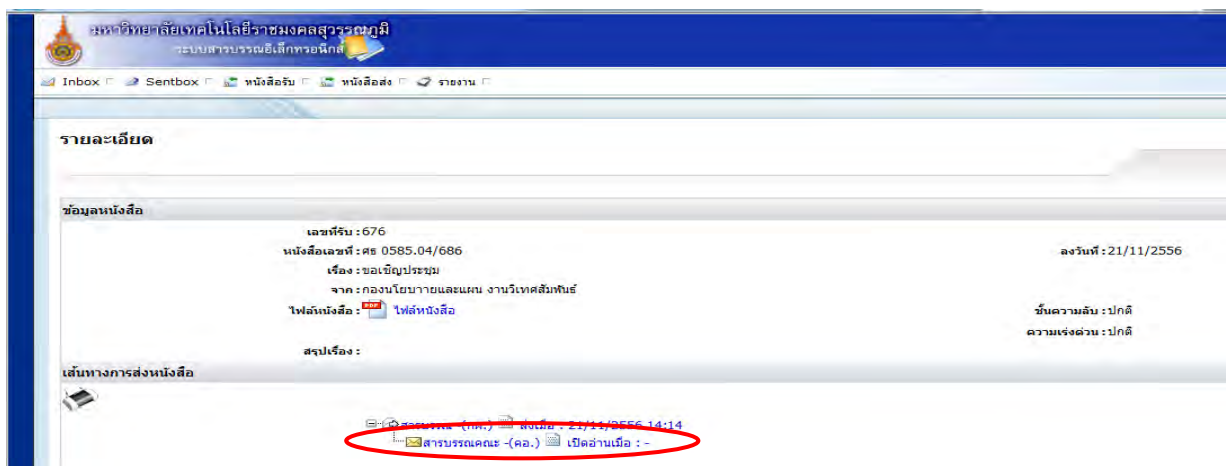 มหาวิทยาลัยเทคโนโลยีราชมงคลสุวรรณภูมิ
ระบบสารบรรณอิเล็กทรอนิกส์
Inbox Sentbox หนังสือรับ หนังสือส่ง รายงาน
รายละเอียด
ข้อมูลหนังสือ
เลขที่รับ : 676
หนังสือเลขที่ : ศธ 0585.04/686 ลงวันที่ : 21/11/2556
เรื่อง : ขอเชิญประชุม
จาก : กองนโยบายและแผน งานวิเทศสัมพันธ์
ไฟล์หนังสือ : PDF ไฟล์หนังสือ ชั้นความลับ : ปกติ
ความเร่งด่วน : ปกติ
สรุปเรื่อง :
เส้นทางการส่งหนังสือ
สารบรรณ ส่งเมื่อ : 21/11/2556 14:14
สารบรรณคณะ -(คอ.) เปิดอ่านเมื่อ : -